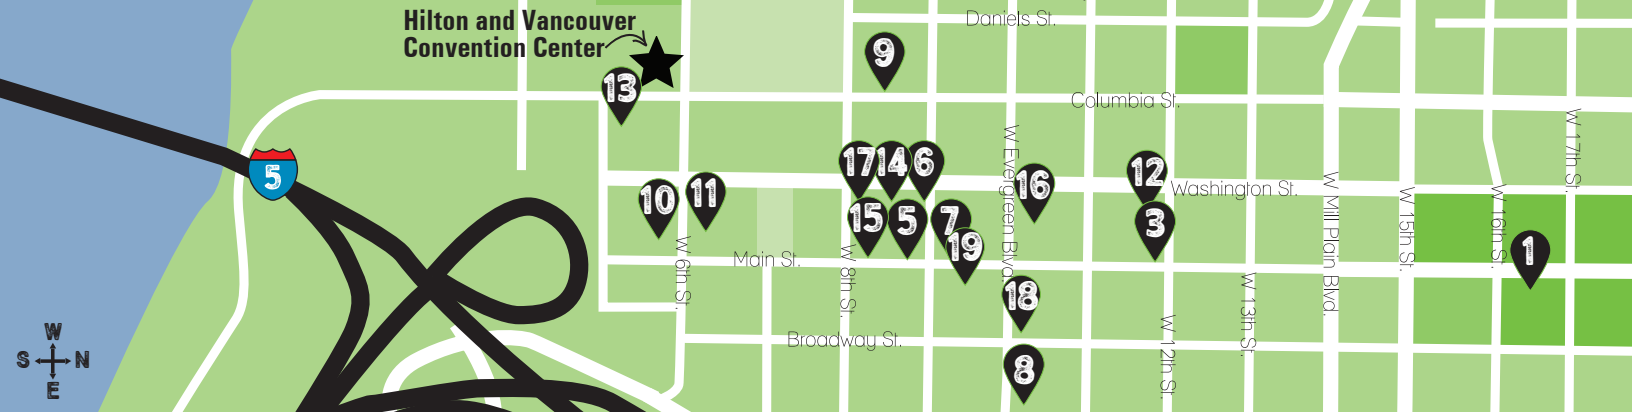 Hilton and Vancouver
Convention Center
Daniels St.
9
13
Columbia St.
W 17th St.
5
17
14
6
W Evergreen Blvd.
16
12
Washington St.
10
11
15
5
7
19
3
W Mill Plain Blvd.
W 15th St.
W 16th St.
1
W 6th St.
Main St.
W 8th St.
18
W 13th St.
W 12th St.
Broadway St.
8
W
S
N
E